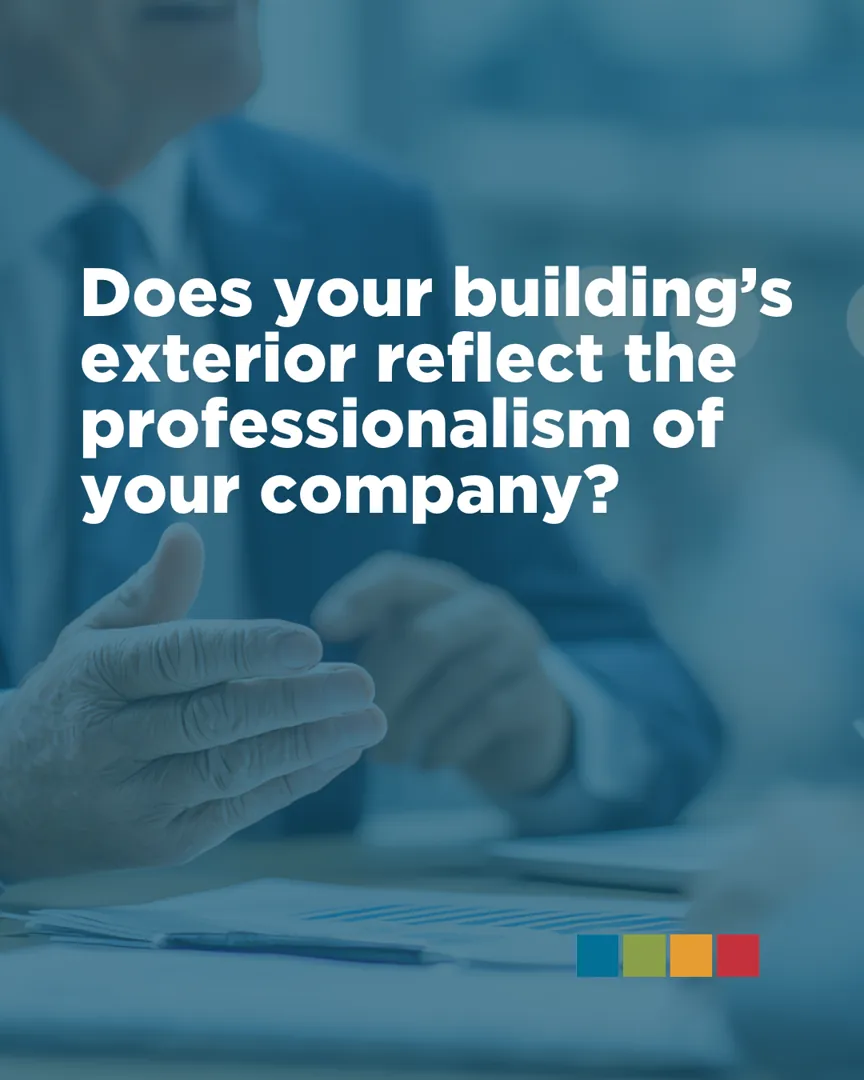 Does your building’s
exterior reflect the
professionalism of
your company?